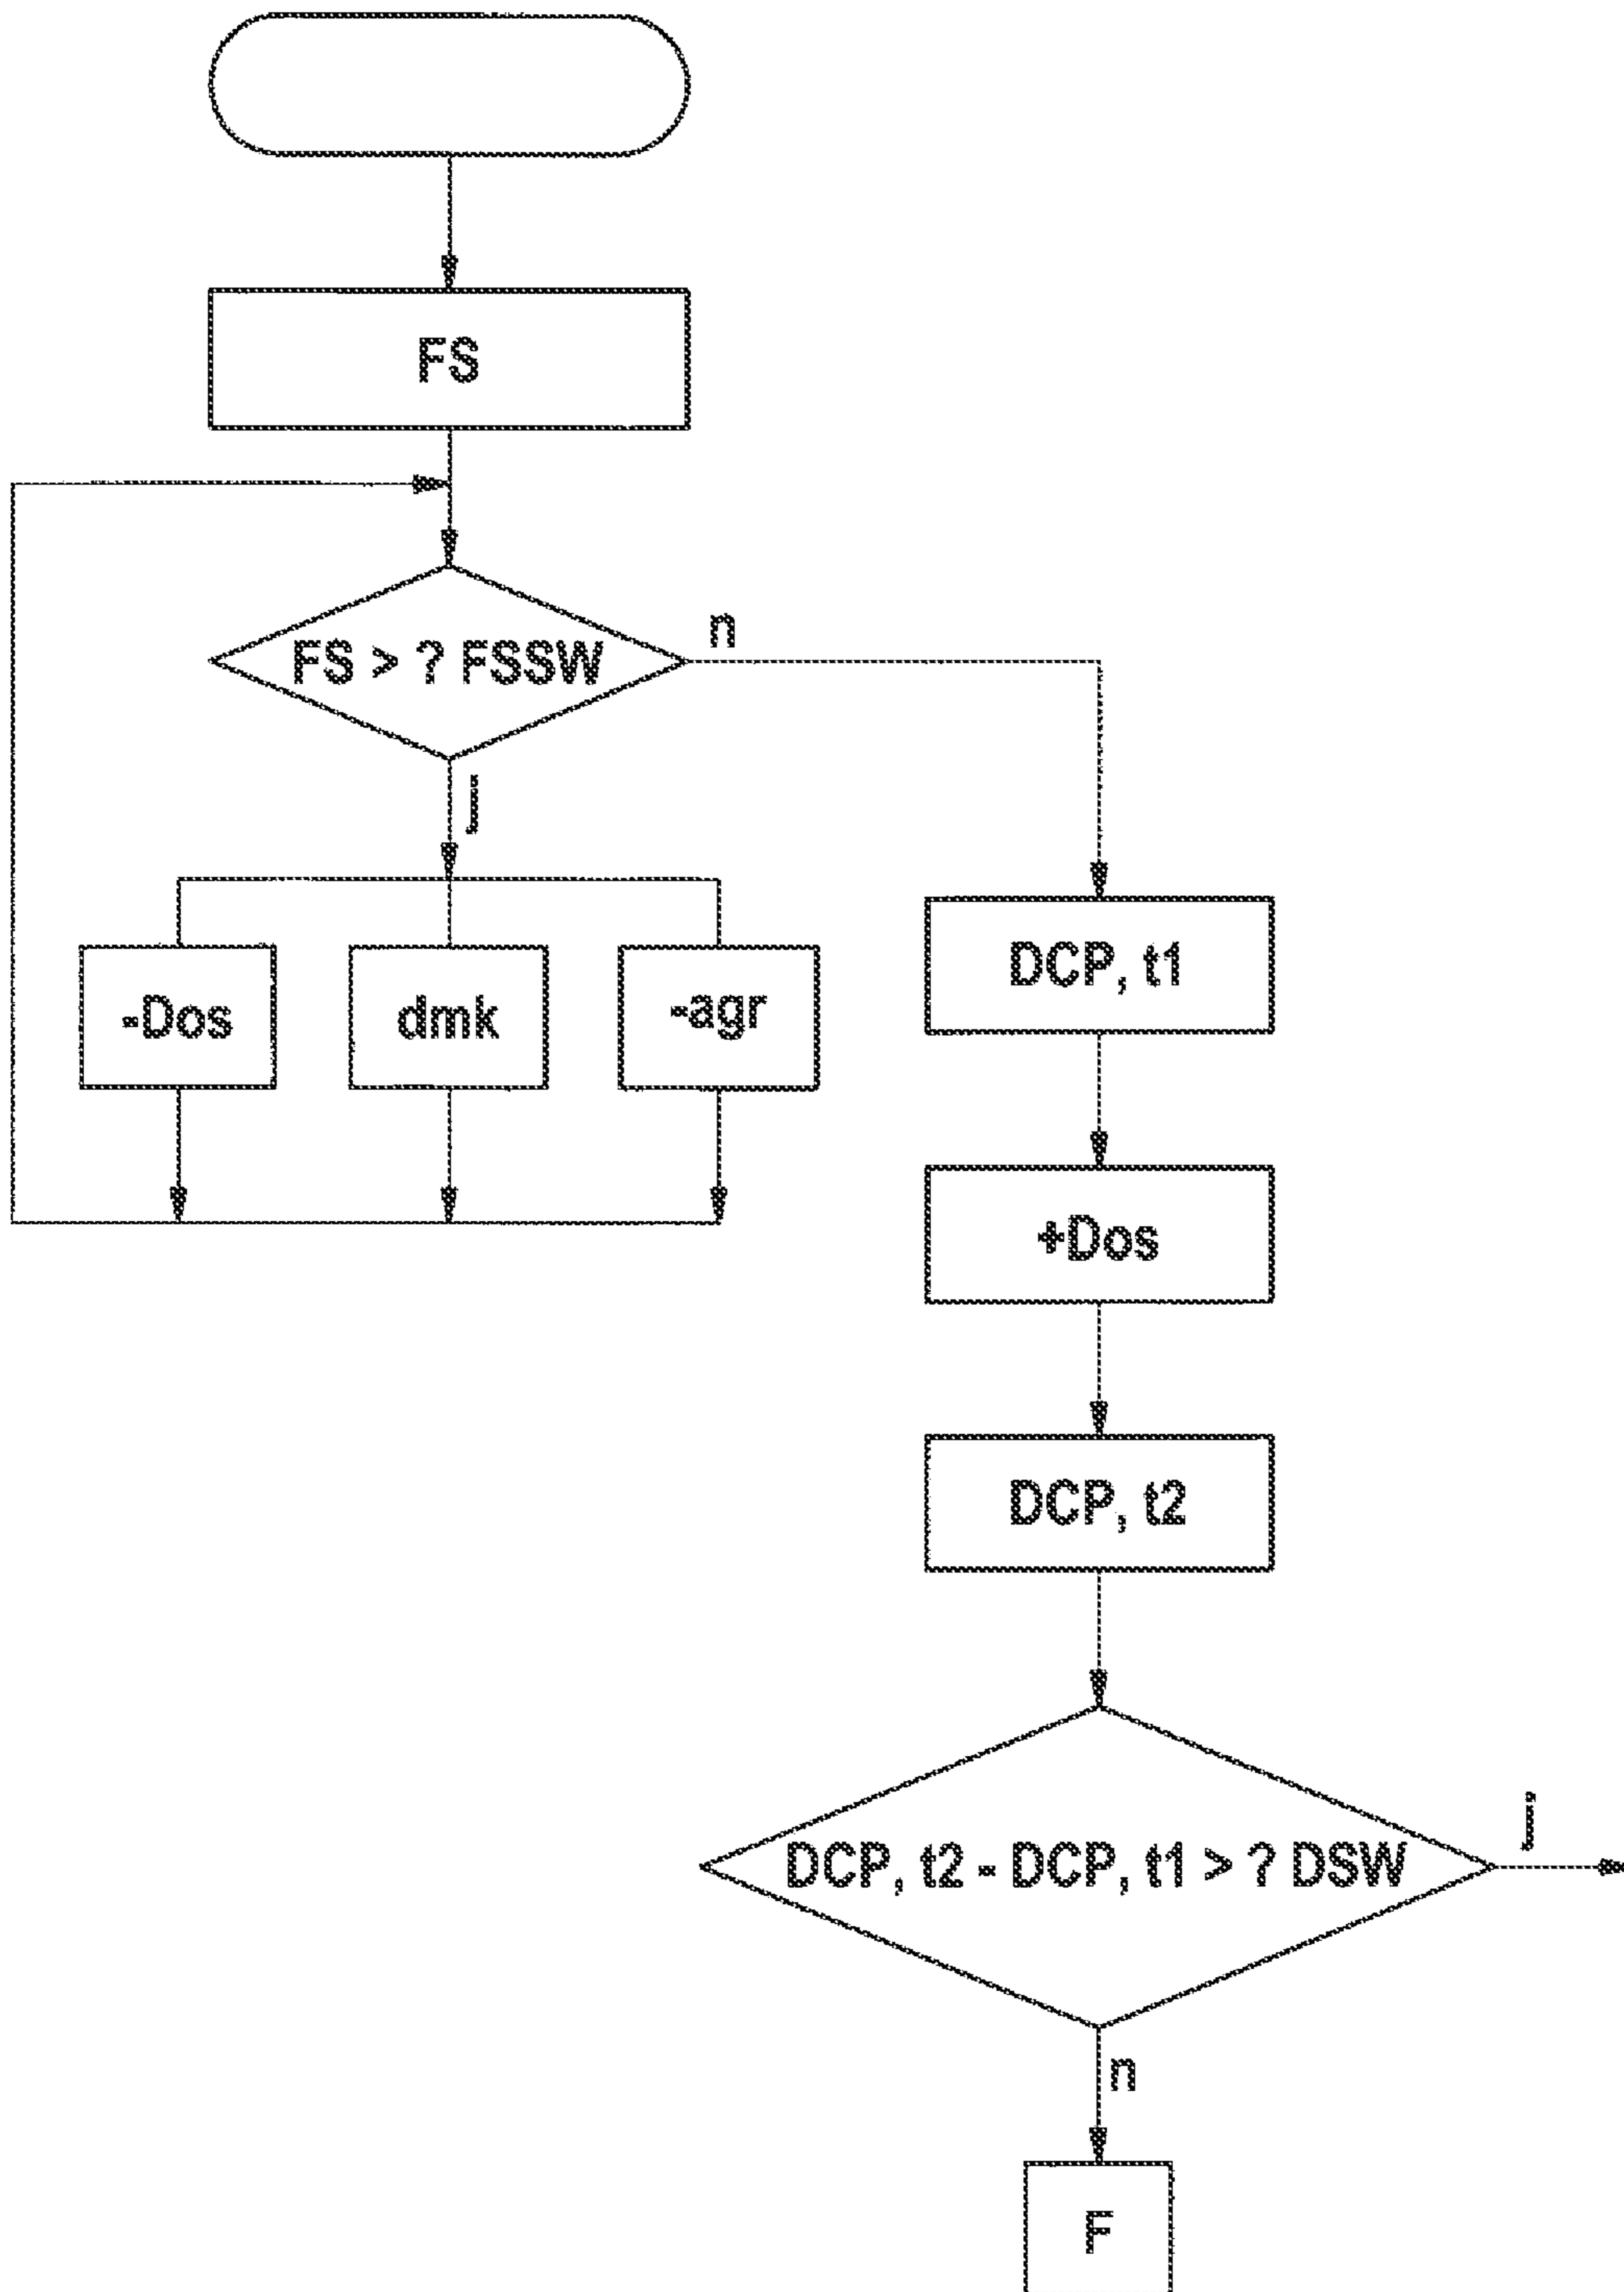 FS
FS > ? FSSW
n
j
-Dos
dmk
-agr
DCP, t1
+Dos
DCP, t2
DCP, t2 - DCP, t1 > ? DSW
j
n
F